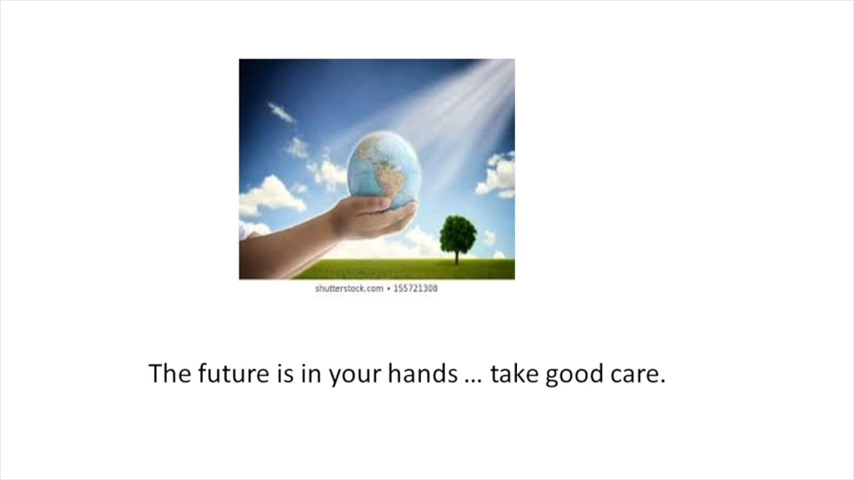 shutterstock.com • 155721308
The future is in your hands ... take good care.